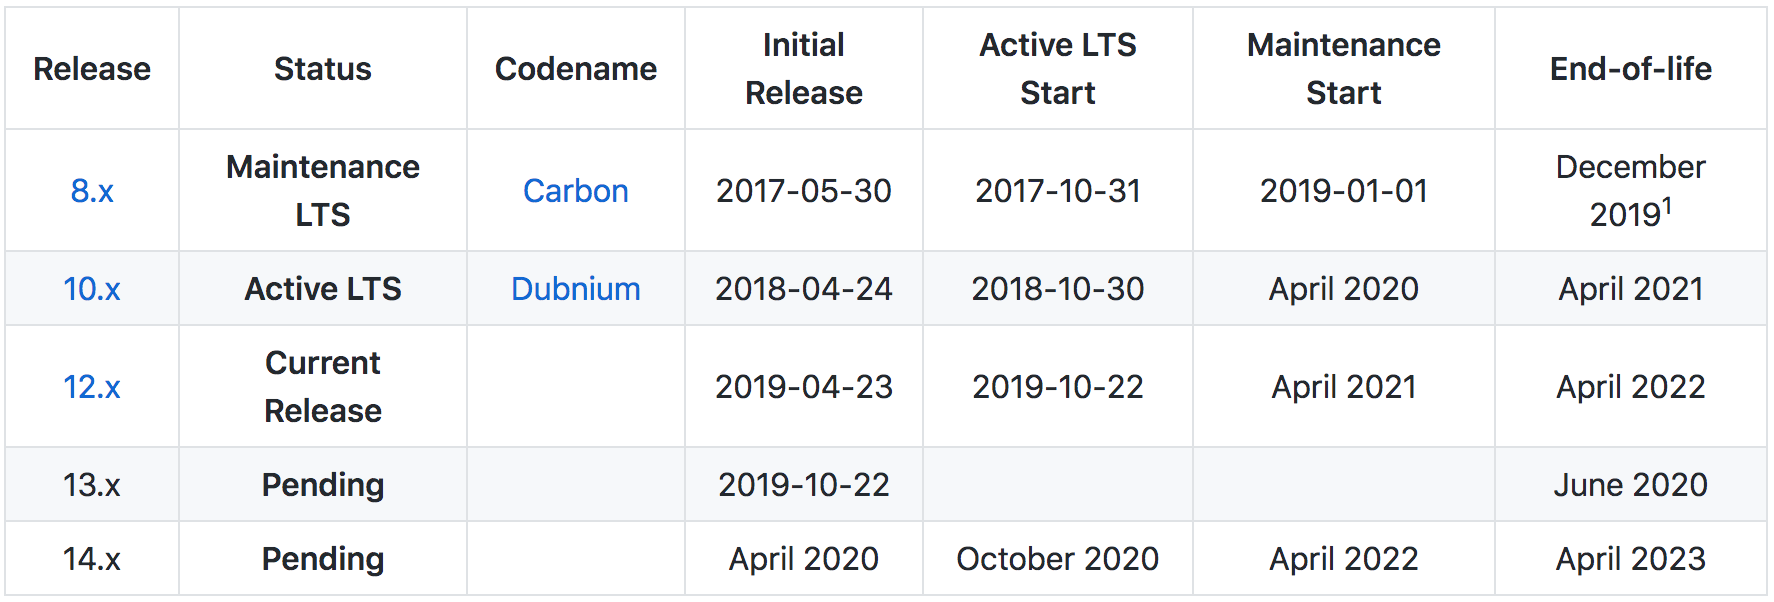 Release Status Codename Initial Release Active LTS Start Maintenance Start End-of-life
8.x Maintenance LTS Carbon 2017-05-30 2017-10-31 2019-01-01 December 2019¹
10.x Active LTS Dubnium 2018-04-24 2018-10-30 April 2020 April 2021
12.x Current Release 2019-04-23 2019-10-22 April 2021 April 2022
13.x Pending 2019-10-22 June 2020
14.x Pending April 2020 October 2020 April 2022 April 2023